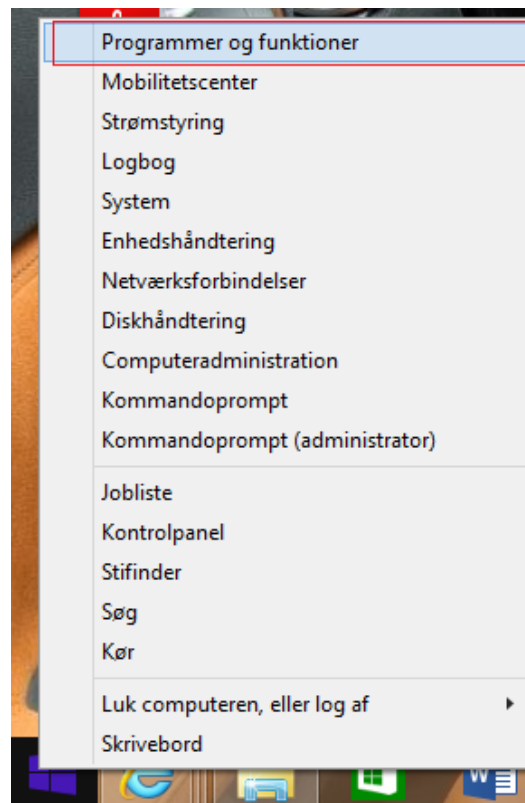 Programmer og funktioner
Mobilitetscenter
Strømstyring
Logbog
System
Enhedshåndtering
Netværksforbindelser
Diskhåndtering
Computeradministration
Kommandoprompt
Kommandoprompt (administrator)
Jobliste
Kontrolpanel
Stifinder
Søg
Kør
Luk computeren, eller log af
Skrivebord